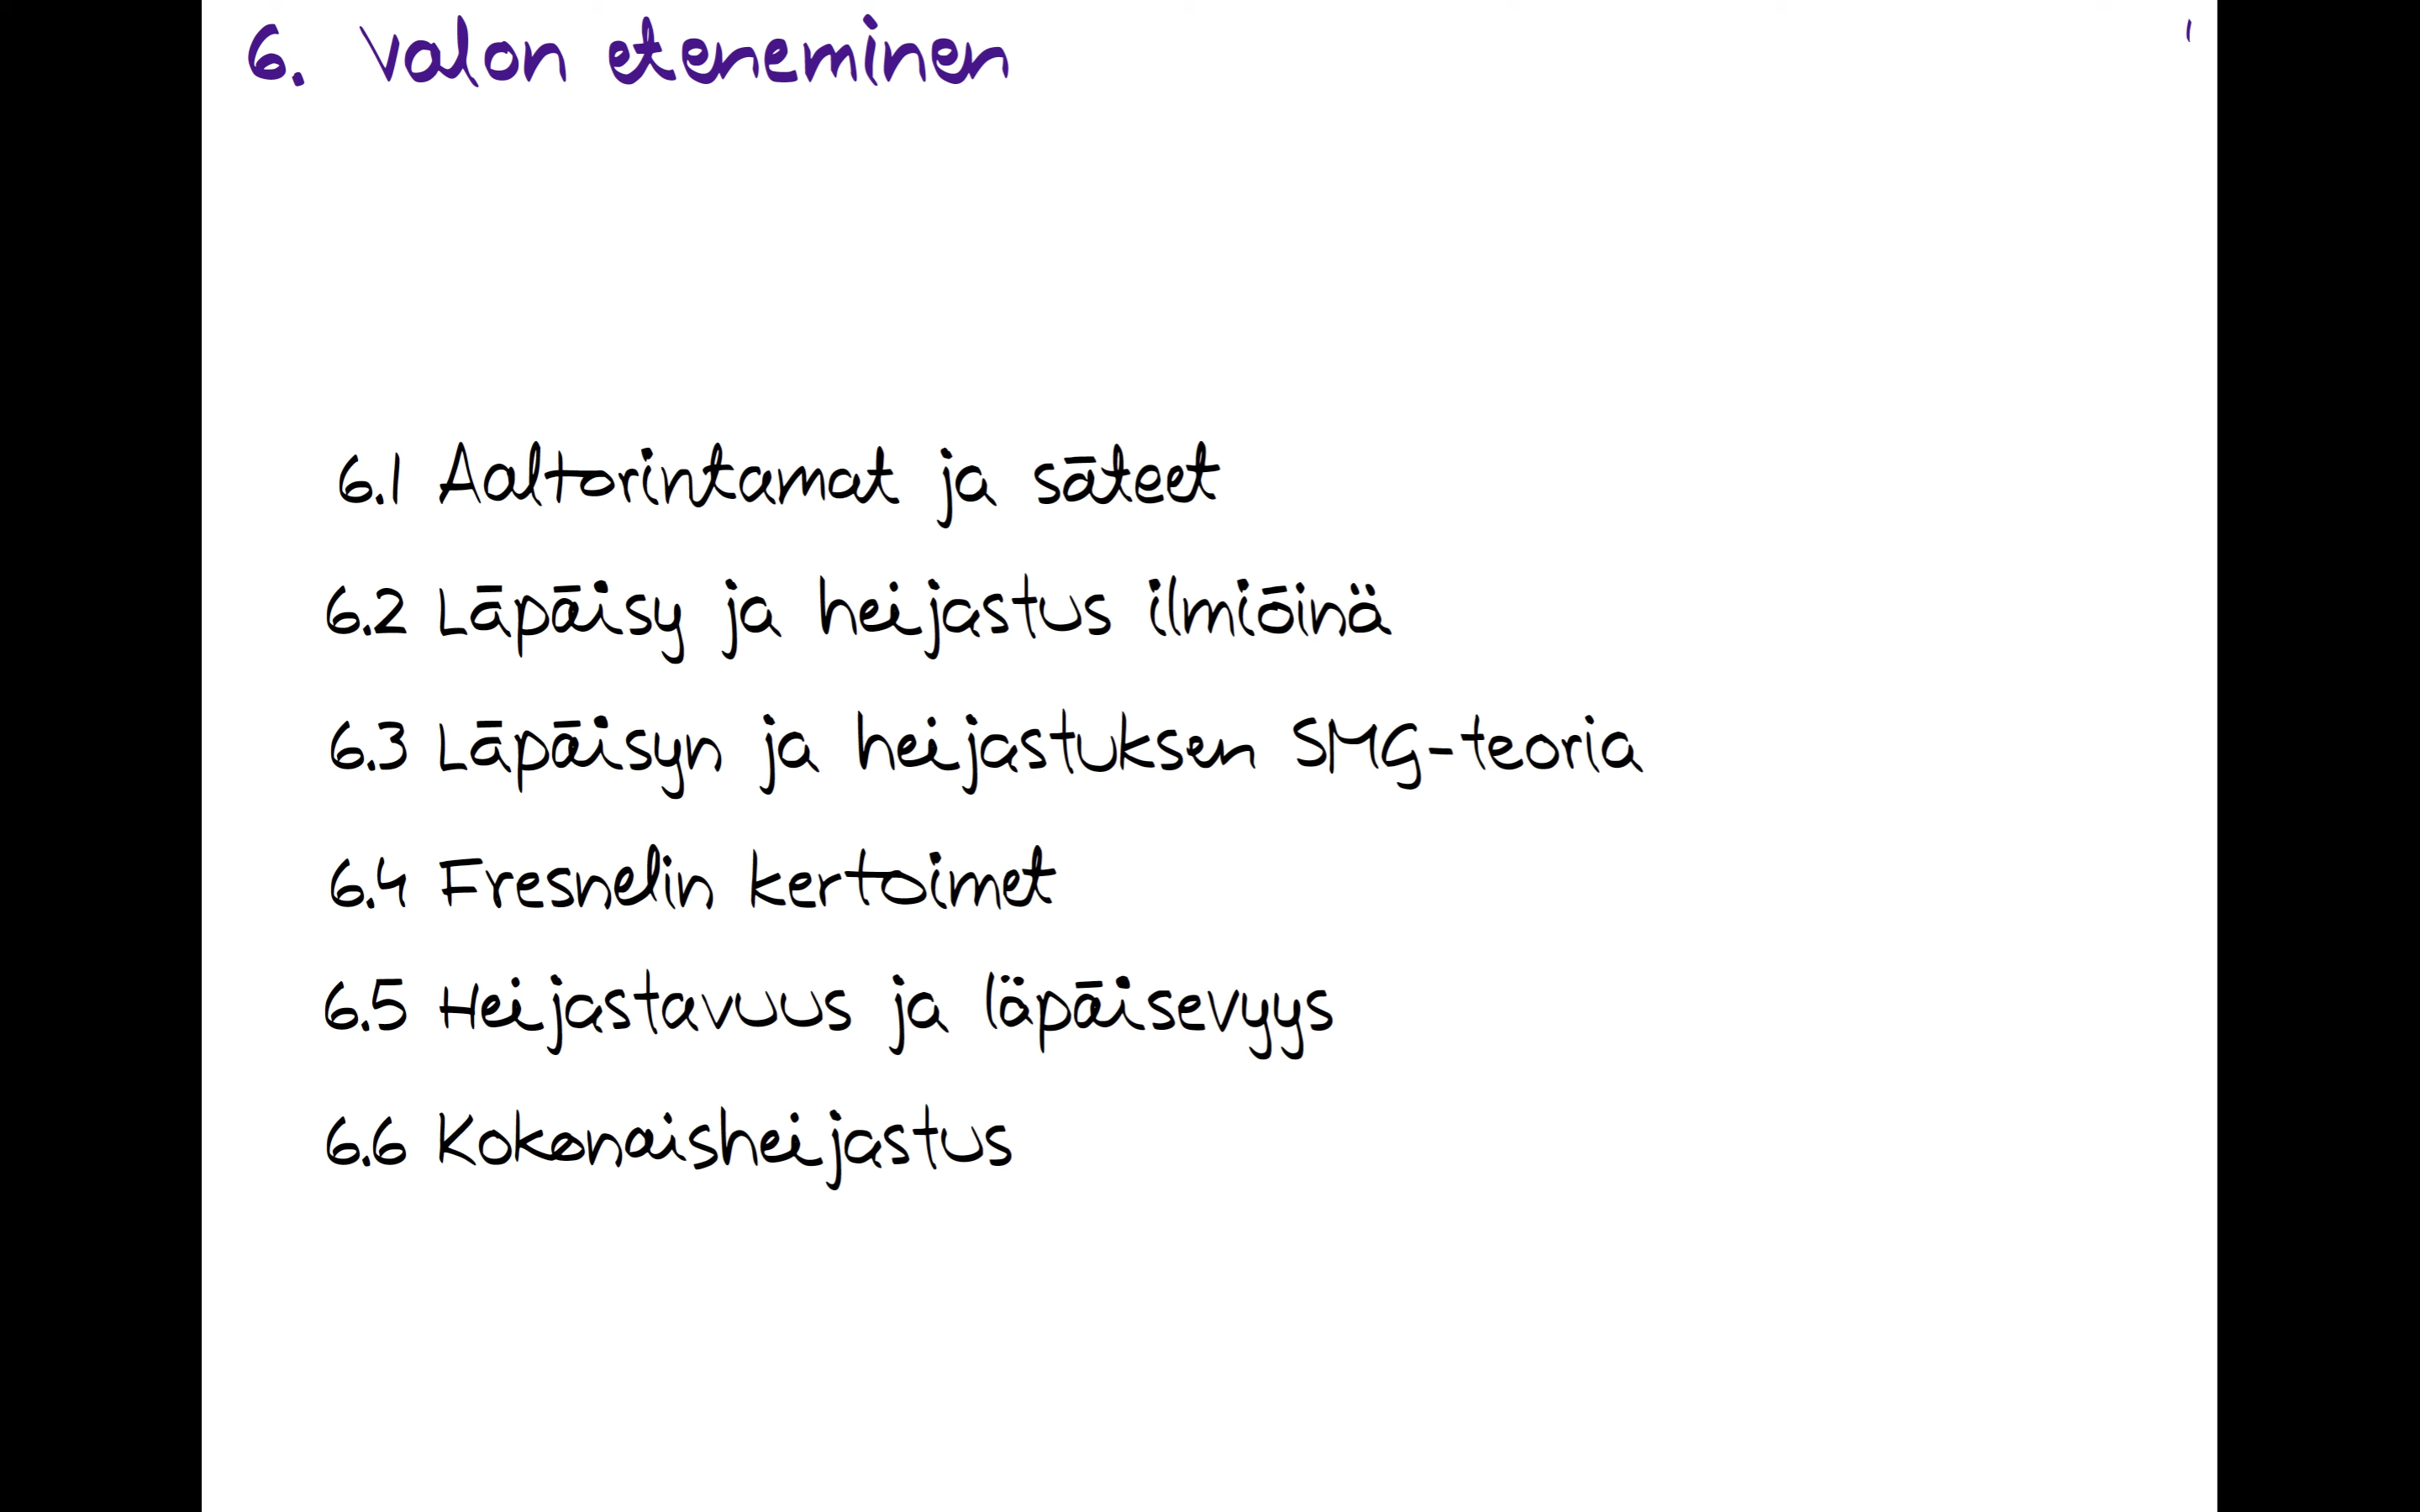 6. Valon eteneminen
6.1 Aaltorintamat ja säteet
6.2 Läpäisy ja heijastus ilmiöinä
6.3 Läpäisyn ja heijastuksen SMG-teoria
6.4 Fresnelin kertoimet
6.5 Heijastavuus ja läpäisevyys
6.6 Kokonaisheijastus